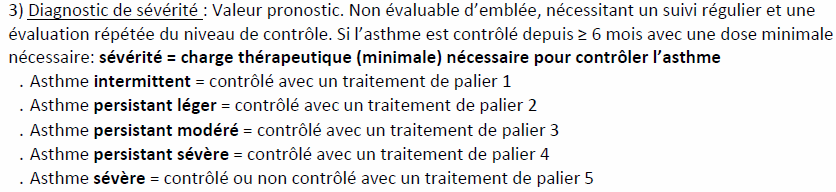 3) Diagnostic de sévérité : Valeur pronostic. Non évaluable d’emblée, nécessitant un suivi régulier et une
évaluation répétée du niveau de contrôle. Si l’asthme est contrôlé depuis ≥ 6 mois avec une dose minimale
nécessaire: sévérité = charge thérapeutique (minimale) nécessaire pour contrôler l’asthme
. Asthme intermittent = contrôlé avec un traitement de palier 1
. Asthme persistant léger = contrôlé avec un traitement de palier 2
. Asthme persistant modéré = contrôlé avec un traitement de palier 3
. Asthme persistant sévère = contrôlé avec un traitement de palier 4
. Asthme sévère = contrôlé ou non contrôlé avec un traitement de palier 5